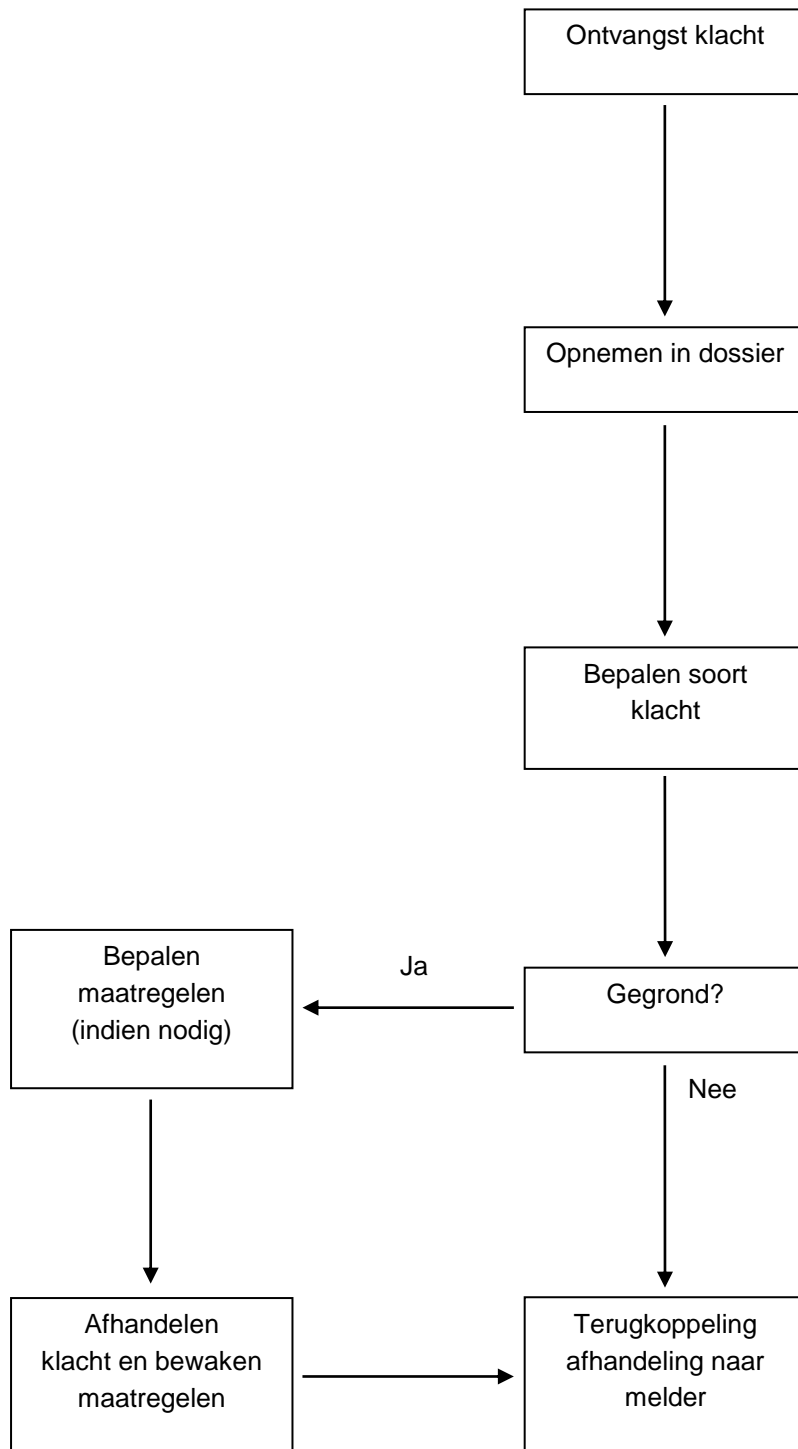 Ontvangst klacht
Opnemen in dossier
Bepalen soort
klacht
Gegrond?
Ja
Bepalen
maatregelen
(indien nodig)
Nee
Afhandelen
klacht en bewaken
maatregelen
Terugkoppeling
afhandeling naar
melder